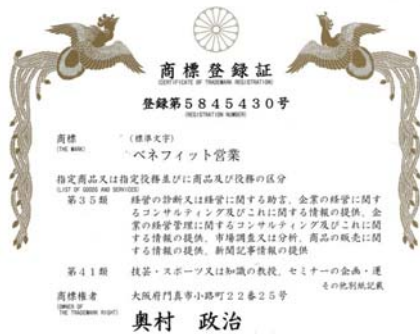 商標登録証
(CERTIFICATE OF TRADEMARK REGISTRATION)
登録第5845430号
(REGISTRATION NUMBER)
商標
(THE MARK)
(標準文字)
ベネフィット営業
指定商品又は指定役務並びに商品及び役務の区分
(LIST OF GOODS AND SERVICES)
第35類 経営の診断又は経営に関する助言、企業の経営に関す
るコンサルティング及びこれに関する情報の提供、企
業の経営管理に関するコンサルティング及びこれに関
する情報の提供、市場調査又は分析、商品の販売に関
する情報の提供、新聞記事情報の提供
第41類 技芸・スポーツ又は知識の教授、セミナーの企画・運
その他別紙記載
商標権者
(OWNER OF THE TRADEMARK RIGHT)
大阪府門真市小路町22番25号
奥村 政治